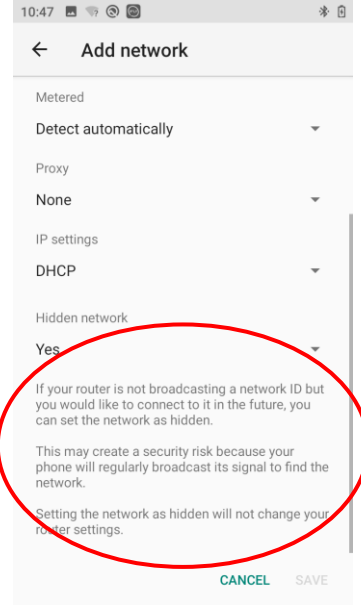 10:47
Add network
Metered
Detect automatically
Proxy
None
IP settings
DHCP
Hidden network
Yes
If your router is not broadcasting a network ID but
you would like to connect to it in the future, you
can set the network as hidden.
This may create a security risk because your
phone will regularly broadcast its signal to find the
network.
Setting the network as hidden will not change your
router settings.
CANCEL SAVE